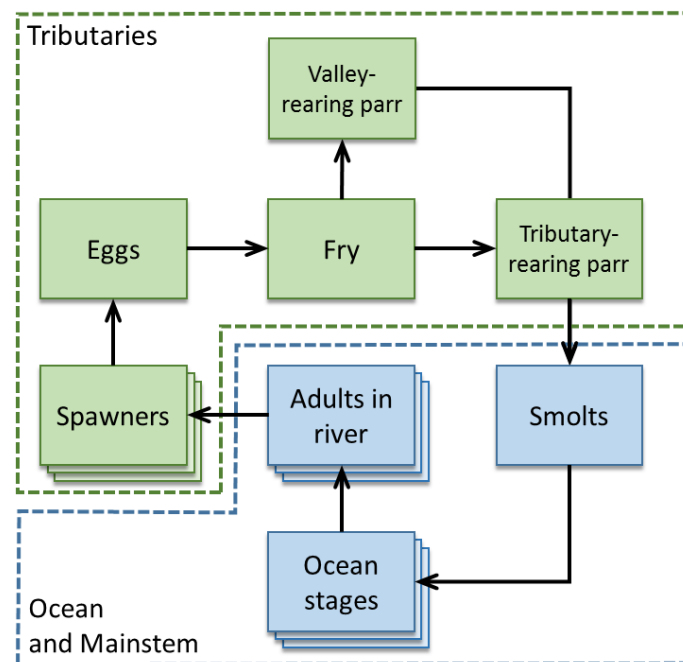 Tributaries
Valley-
rearing parr
Eggs
Fry
Tributary-
rearing parr
Spawners
Adults in
river
Smolts
Ocean
stages
Ocean
and Mainstem